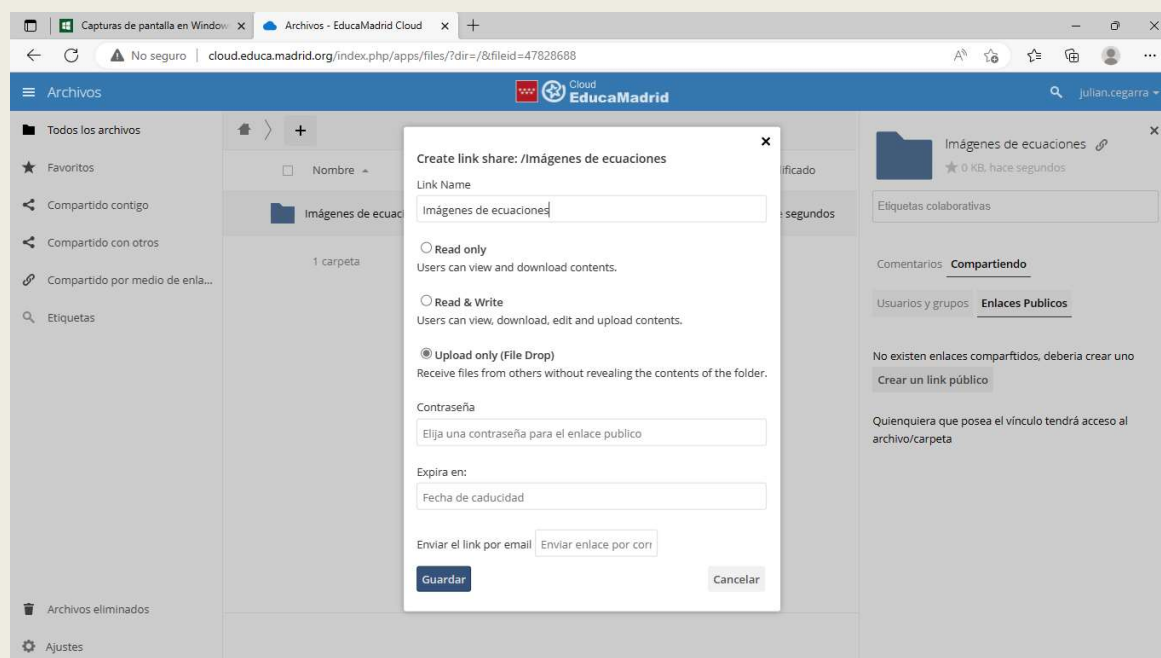 Capturas de pantalla en Window
Archivos - EducaMadrid Cloud
No seguro | cloud.educa.madrid.org/index.php/apps/files/?dir=/&fileid=47828688
Archivos
Cloud
EducaMadrid
julian.cegarra
Todos los archivos
Favoritos
Compartido contigo
Compartido con otros
Compartido por medio de enla...
Etiquetas
Archivos eliminados
Ajustes
Nombre
ificado
Imágenes de ecuac
segundos
1 carpeta
Create link share: /Imágenes de ecuaciones
Link Name
Imágenes de ecuaciones
Read only
Users can view and download contents.
Read & Write
Users can view, download, edit and upload contents.
Upload only (File Drop)
Receive files from others without revealing the contents of the folder.
Contraseña
Elija una contraseña para el enlace publico
Expira en:
Fecha de caducidad
Enviar el link por email Enviar enlace por corr
Guardar
Cancelar
Imágenes de ecuaciones
0 KB, hace segundos
Etiquetas colaborativas
Comentarios Compartiendo
Usuarios y grupos Enlaces Publicos
No existen enlaces comparftidos, deberia crear uno
Crear un link público
Quienquiera que posea el vínculo tendrá acceso al
archivo/carpeta